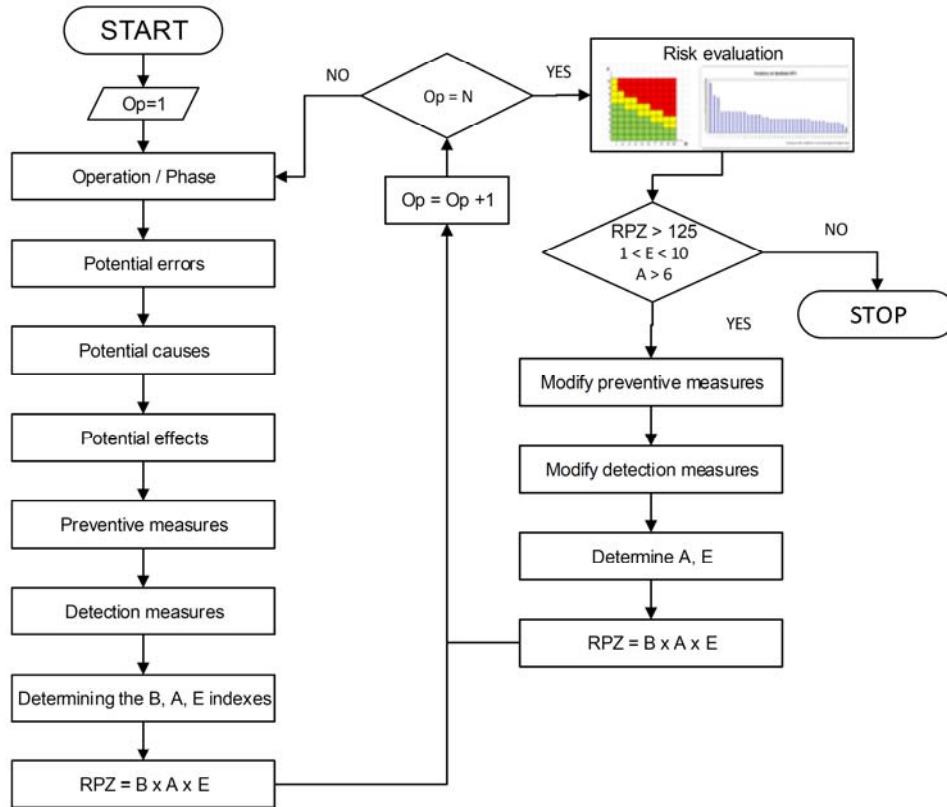 START
Op=1
Operation / Phase
Potential errors
Potential causes
Potential effects
Preventive measures
Detection measures
Determining the B, A, E indexes
RPZ = B x A x E
NO
Op = N
YES
Op = Op +1
Risk evaluation
RPZ > 125
1 < E < 10
A > 6
NO
STOP
YES
Modify preventive measures
Modify detection measures
Determine A, E
RPZ = B x A x E